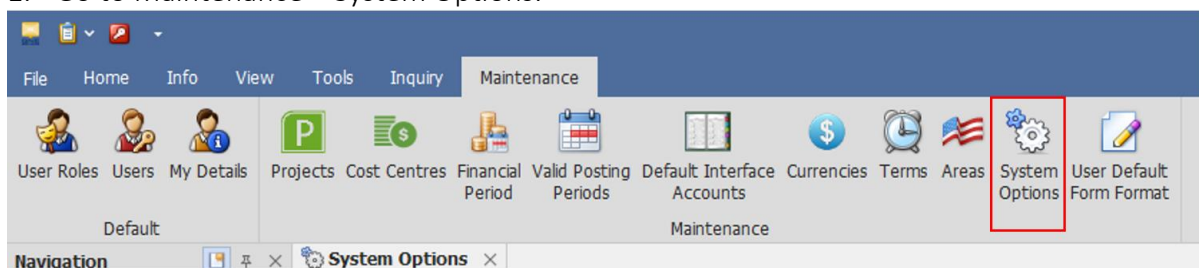 File Home Info View Tools Inquiry Maintenance
User Roles Users My Details Projects Cost Centres Financial Period Valid Posting Periods Default Interface Accounts Currencies Terms Areas System Options User Default Form Format
Default Maintenance
Navigation System Options